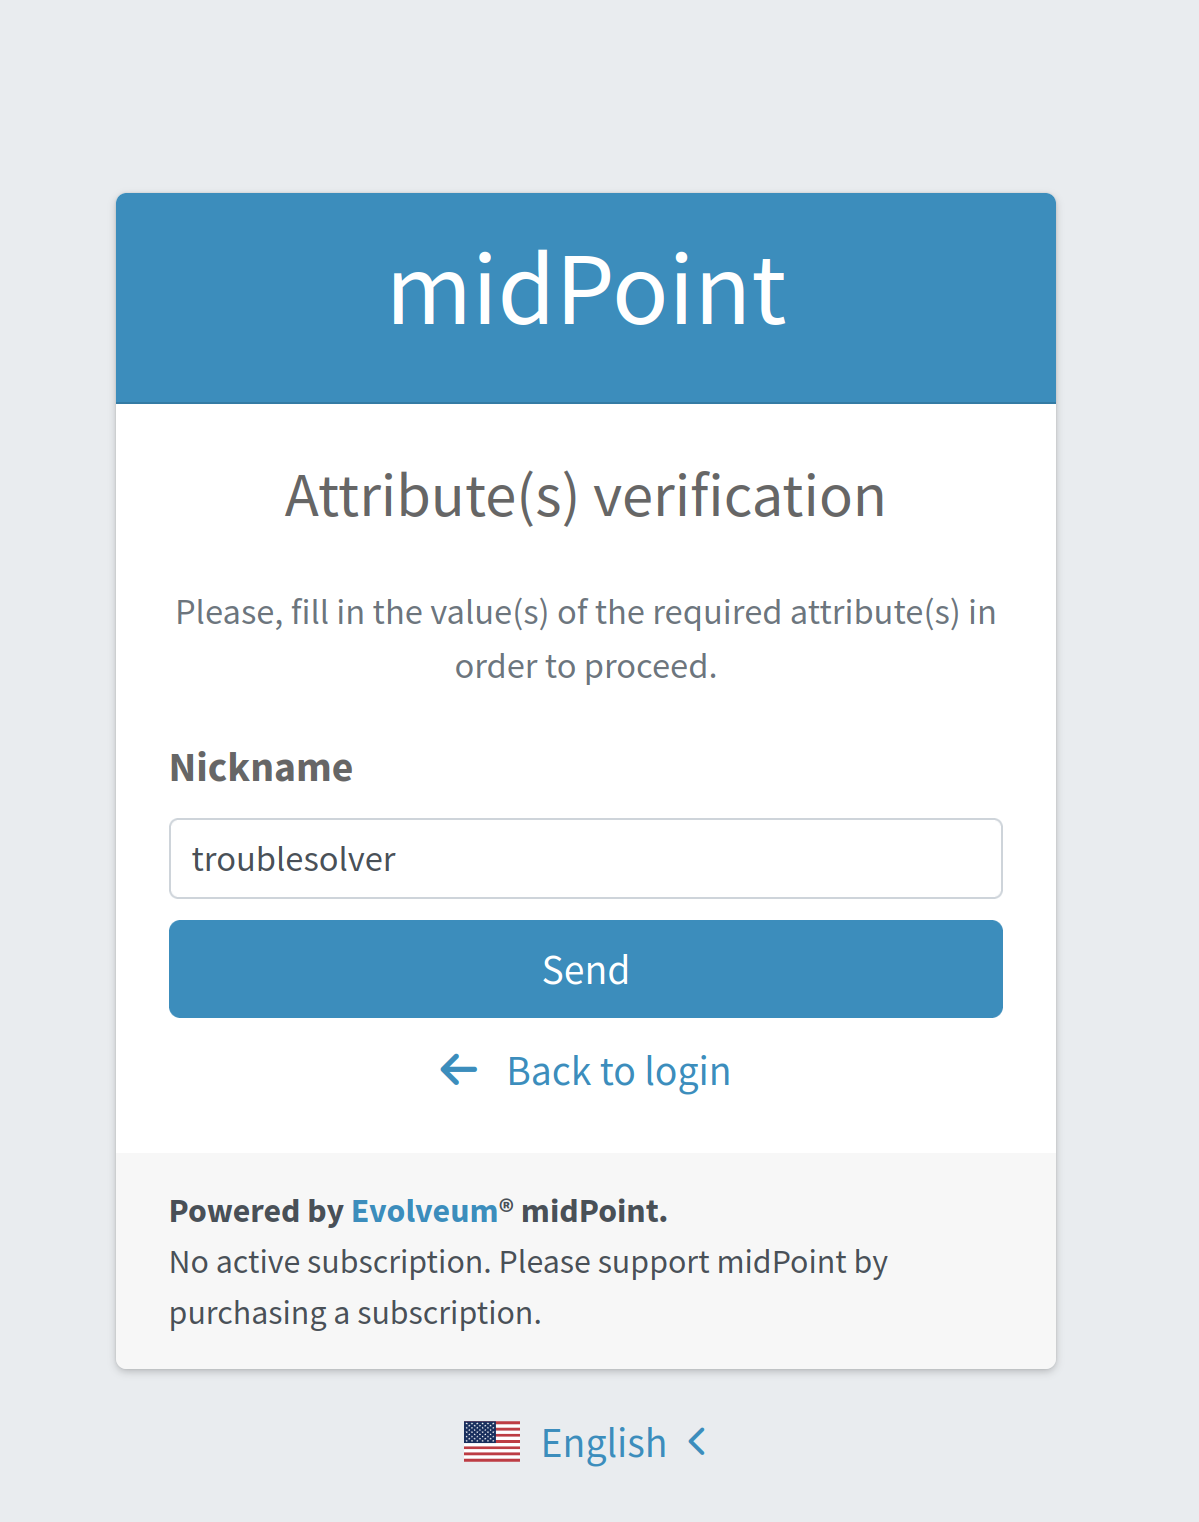 midPoint
Attribute(s) verification
Please, fill in the value(s) of the required attribute(s) in
order to proceed.
Nickname
troublesolver
Send
Back to login
Powered by Evolveum® midPoint.
No active subscription. Please support midPoint by
purchasing a subscription.
English